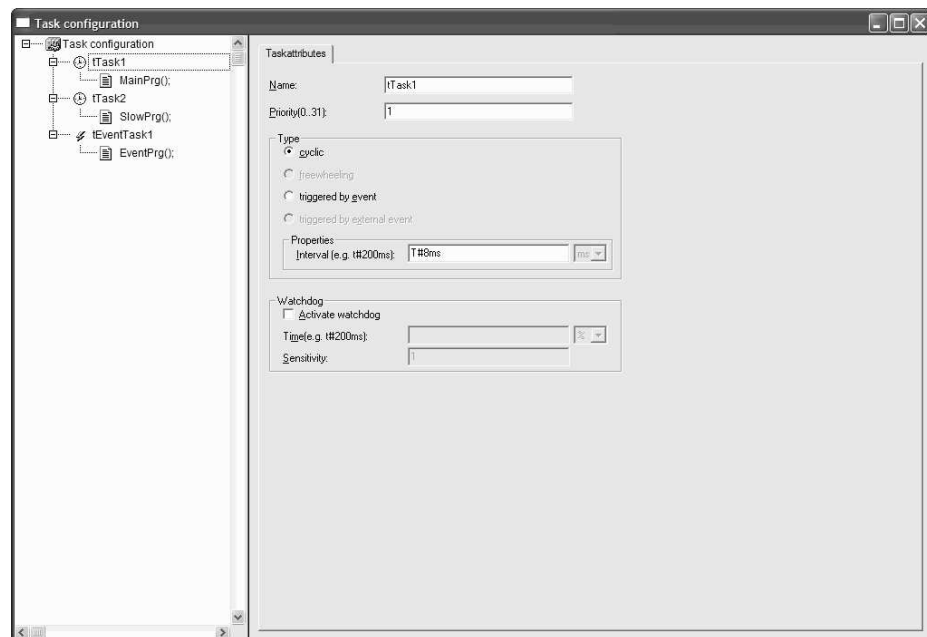 Task configuration
Task configuration
tTask1
MainPrg();
tTask2
SlowPrg();
tEventTask1
EventPrg();
Taskattributes
Name: tTask1
Priority(0..31): 1
Type
cyclic
freewheeling
triggered by event
triggered by external event
Properties
Interval (e.g. t#200ms): T#8ms ms
Watchdog
Activate watchdog
Time(e.g. t#200ms): %
Sensitivity: 1